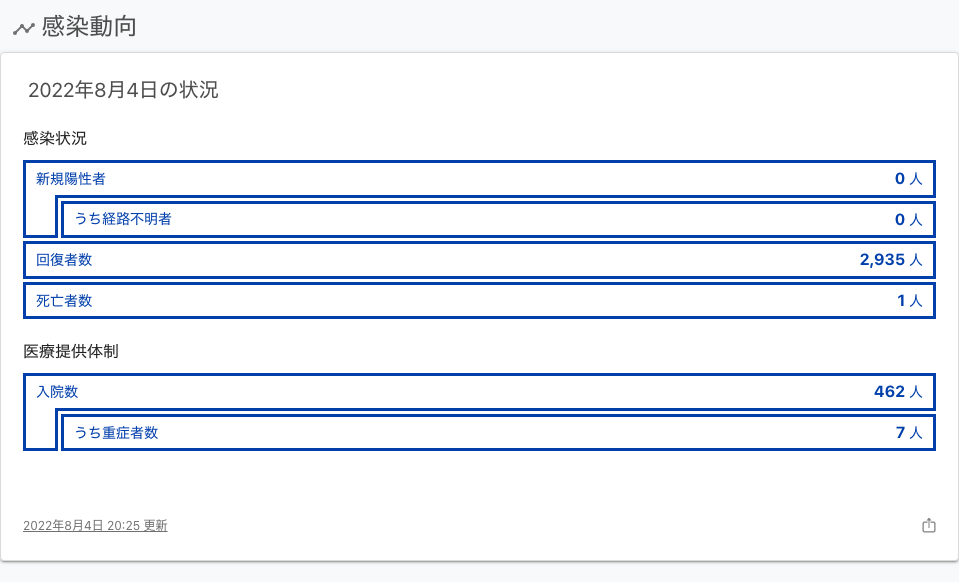 感染動向
2022年8月4日の状況
感染状況
新規陽性者 0 人
うち経路不明者 0 人
回復者数 2,935 人
死亡者数 1 人
医療提供体制
入院数 462 人
うち重症者数 7 人
2022年8月4日 20:25 更新